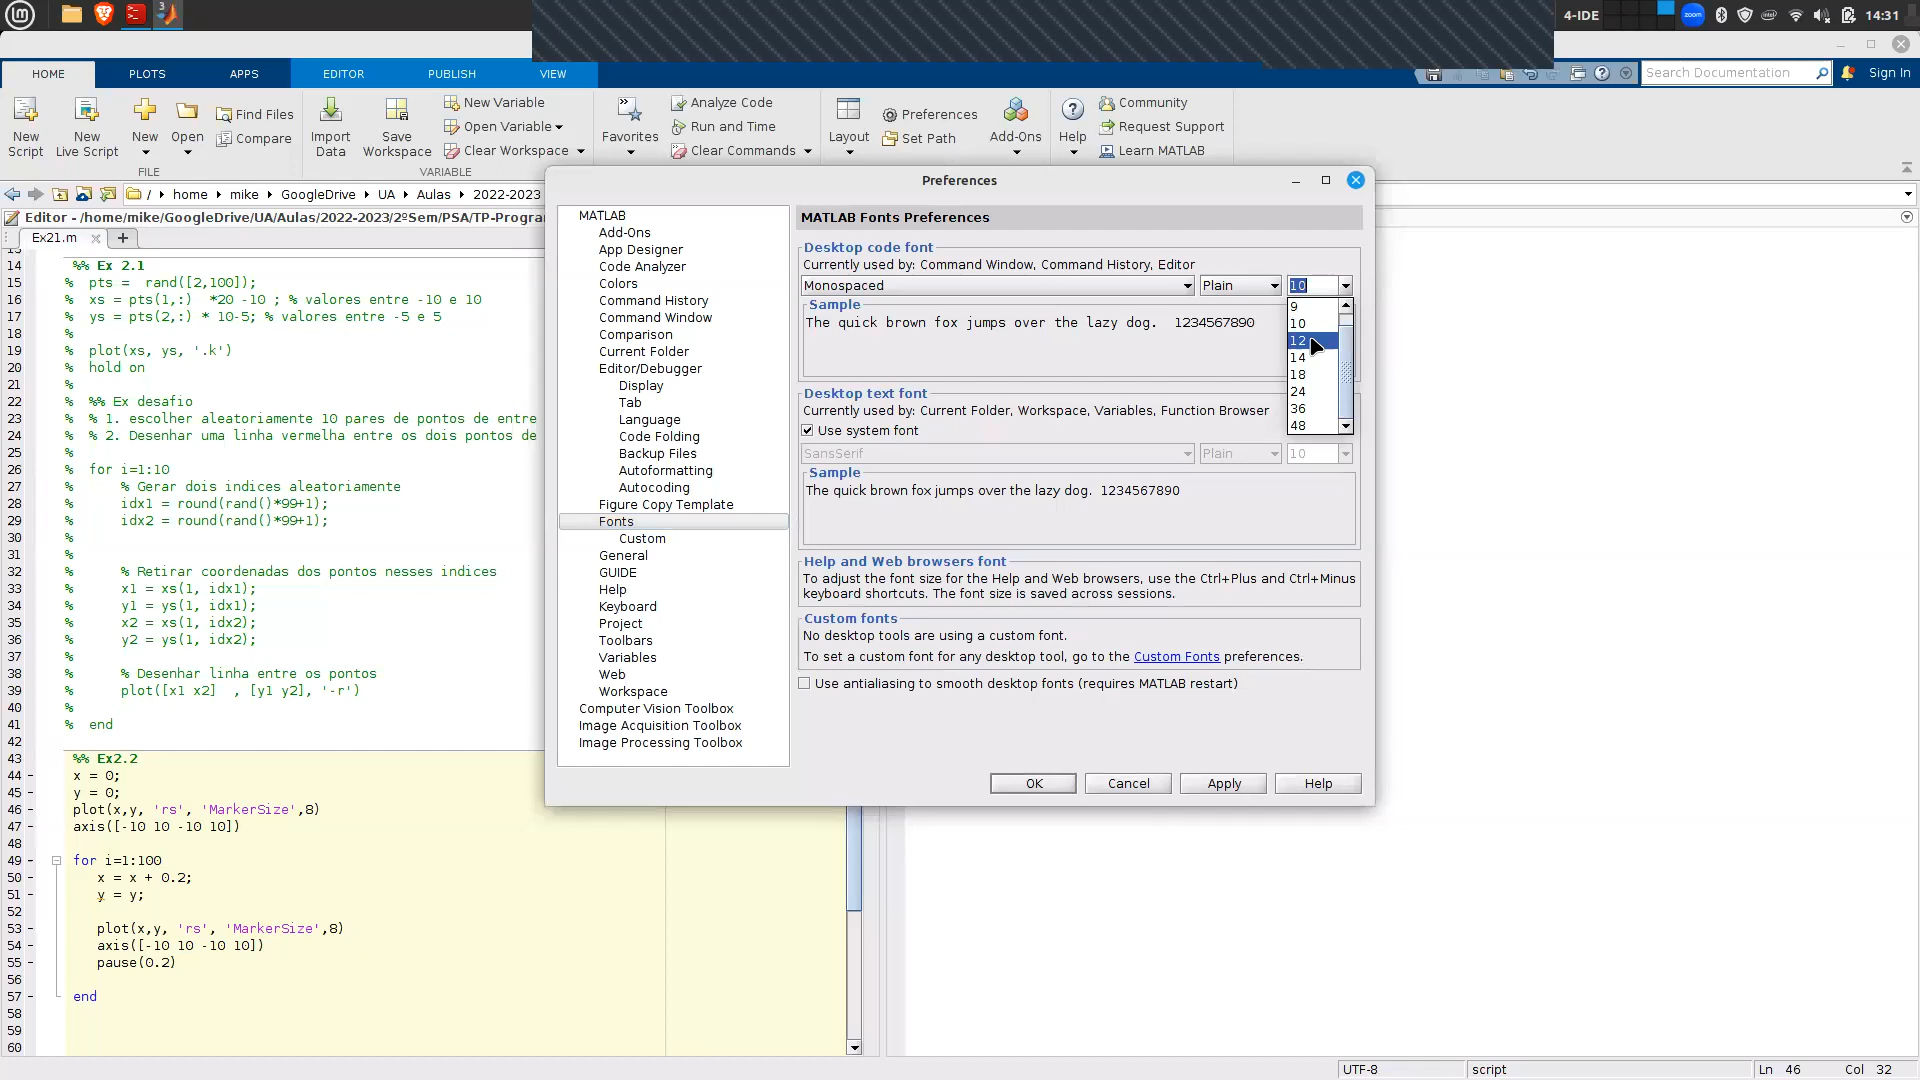 4-IDE
zoom
14:31
HOME
PLOTS
APPS
EDITOR
PUBLISH
VIEW
Search Documentation
Sign In
New Script
New Live Script
New
Open
Find Files
Compare
FILE
Import Data
Save Workspace
New Variable
Open Variable
Clear Workspace
VARIABLE
Favorites
Analyze Code
Run and Time
Clear Commands
Layout
Preferences
Set Path
Add-Ons
Help
Community
Request Support
Learn MATLAB
/ home mike GoogleDrive UA Aulas 2022-2023
Editor - /home/mike/GoogleDrive/UA/Aulas/2022-2023/2ºSem/PSA/TP-Progran
Ex21.m
14 %% Ex 2.1
15 % pts = rand([2,100]);
16 % xs = pts(1,:) *20 -10 ; % valores entre -10 e 10
17 % ys = pts(2,:) * 10-5; % valores entre -5 e 5
18 %
19 % plot(xs, ys, '.k')
20 % hold on
21 %
22 % %% Ex desafio
23 % % 1. escolher aleatoriamente 10 pares de pontos de entre
24 % % 2. Desenhar uma linha vermelha entre os dois pontos de
25 %
26 % for i=1:10
27 % % Gerar dois indices aleatoriamente
28 % idx1 = round(rand()*99+1);
29 % idx2 = round(rand()*99+1);
30 %
31 %
32 % % Retirar coordenadas dos pontos nesses indices
33 % x1 = xs(1, idx1);
34 % y1 = ys(1, idx1);
35 % x2 = xs(1, idx2);
36 % y2 = ys(1, idx2);
37 %
38 % % Desenhar linha entre os pontos
39 % plot([x1 x2] , [y1 y2], '-r')
40 %
41 % end
42
43 %% Ex2.2
44 - x = 0;
45 - y = 0;
46 - plot(x,y, 'rs', 'MarkerSize',8)
47 - axis([-10 10 -10 10])
48
49 - for i=1:100
50 - x = x + 0.2;
51 - y = y;
52
53 - plot(x,y, 'rs', 'MarkerSize',8)
54 - axis([-10 10 -10 10])
55 - pause(0.2)
56
57 - end
58
59
60
Preferences
MATLAB
Add-Ons
App Designer
Code Analyzer
Colors
Command History
Command Window
Comparison
Current Folder
Editor/Debugger
Display
Tab
Language
Code Folding
Backup Files
Autoformatting
Autocoding
Figure Copy Template
Fonts
Custom
General
GUIDE
Help
Keyboard
Project
Toolbars
Variables
Web
Workspace
Computer Vision Toolbox
Image Acquisition Toolbox
Image Processing Toolbox
MATLAB Fonts Preferences
Desktop code font
Currently used by: Command Window, Command History, Editor
Monospaced
Plain
10
9
10
12
14
18
24
36
48
Sample
The quick brown fox jumps over the lazy dog. 1234567890
Desktop text font
Currently used by: Current Folder, Workspace, Variables, Function Browser
Use system font
SansSerif
Plain
10
Sample
The quick brown fox jumps over the lazy dog. 1234567890
Help and Web browsers font
To adjust the font size for the Help and Web browsers, use the Ctrl+Plus and Ctrl+Minus
keyboard shortcuts. The font size is saved across sessions.
Custom fonts
No desktop tools are using a custom font.
To set a custom font for any desktop tool, go to the Custom Fonts preferences.
Use antialiasing to smooth desktop fonts (requires MATLAB restart)
OK
Cancel
Apply
Help
UTF-8
script
Ln 46
Col 32